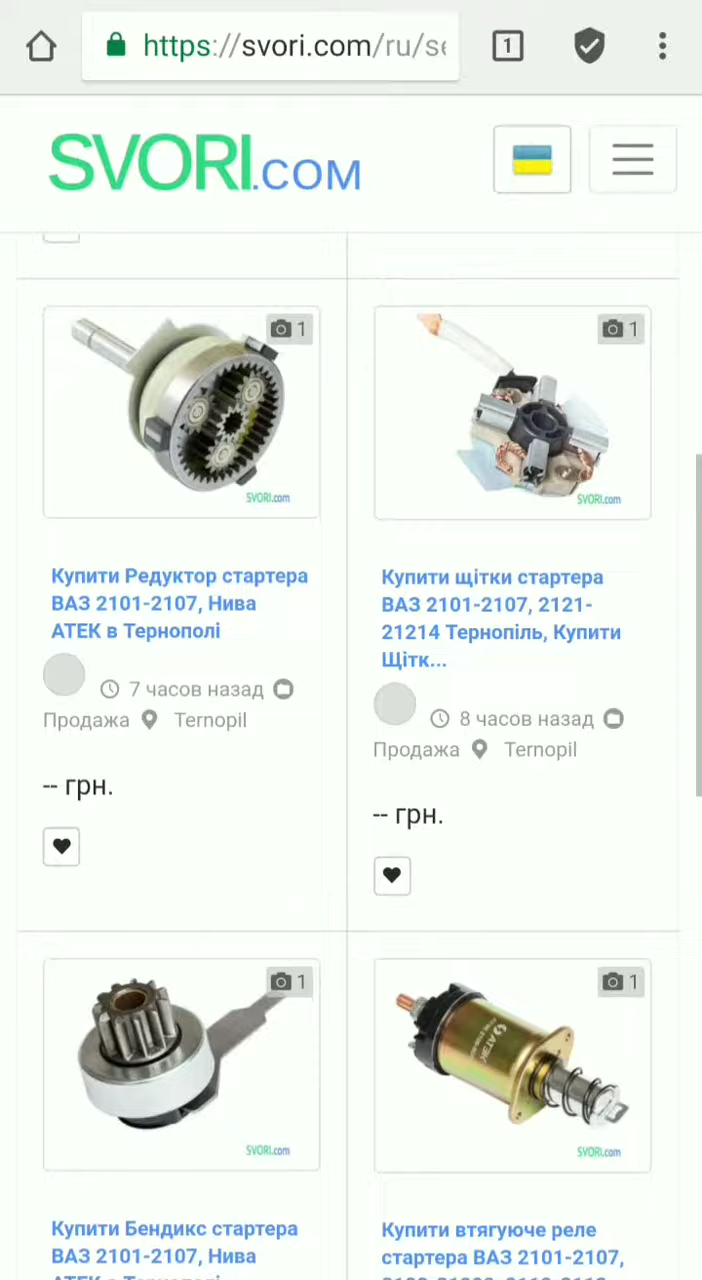 https://svori.com/ru/se
1
SVORI.COM
1
SVORI.com
Купити Редуктор стартера
ВАЗ 2101-2107, Нива
АТЕК в Тернополі
7 часов назад
Продажа Ternopil
-- грн.
1
SVORI.com
Купити щітки стартера
ВАЗ 2101-2107, 2121-
21214 Тернопіль, Купити
Щітк...
8 часов назад
Продажа Ternopil
-- грн.
1
SVORI.com
Купити Бендикс стартера
ВАЗ 2101-2107, Нива
1
АТЭК
SVORI.com
Купити втягуюче реле
стартера ВАЗ 2101-2107,